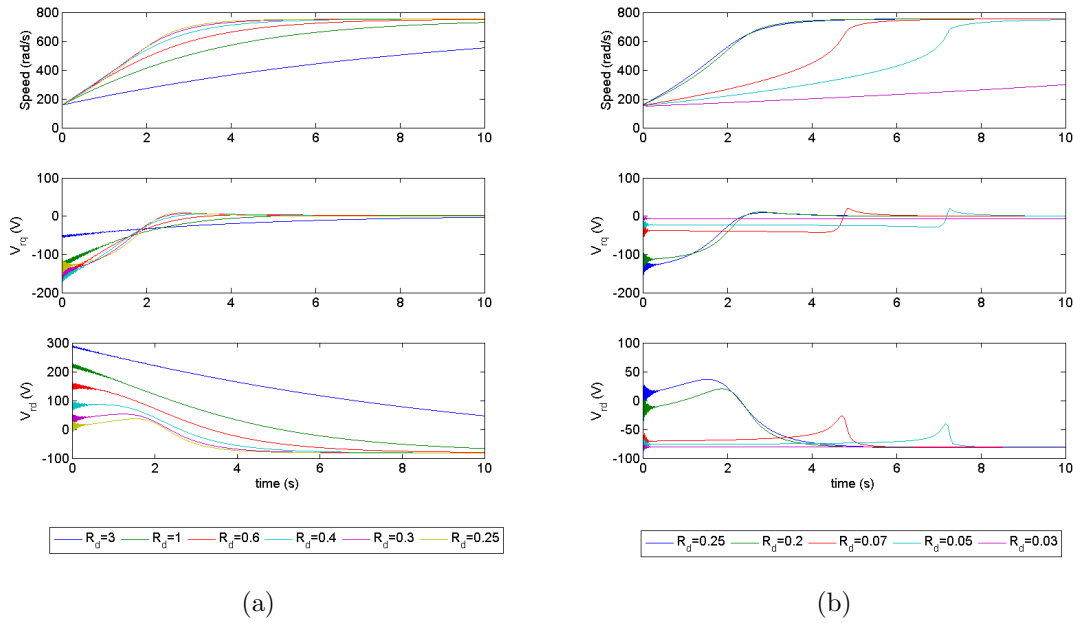 800
600
400
200
0
Speed (rad/s)
0 2 4 6 8 10
100
0
-100
-200
V_rq (V)
0 2 4 6 8 10
300
200
100
0
-100
V_rd (V)
0 2 4 6 8 10
time (s)
R_d=3 R_d=1 R_d=0.6 R_d=0.4 R_d=0.3 R_d=0.25
(a)
800
600
400
200
0
Speed (rad/s)
0 2 4 6 8 10
100
0
-100
-200
V_rq (V)
0 2 4 6 8 10
100
50
0
-50
-100
V_rd (V)
0 2 4 6 8 10
time (s)
R_d=0.25 R_d=0.2 R_d=0.07 R_d=0.05 R_d=0.03
(b)